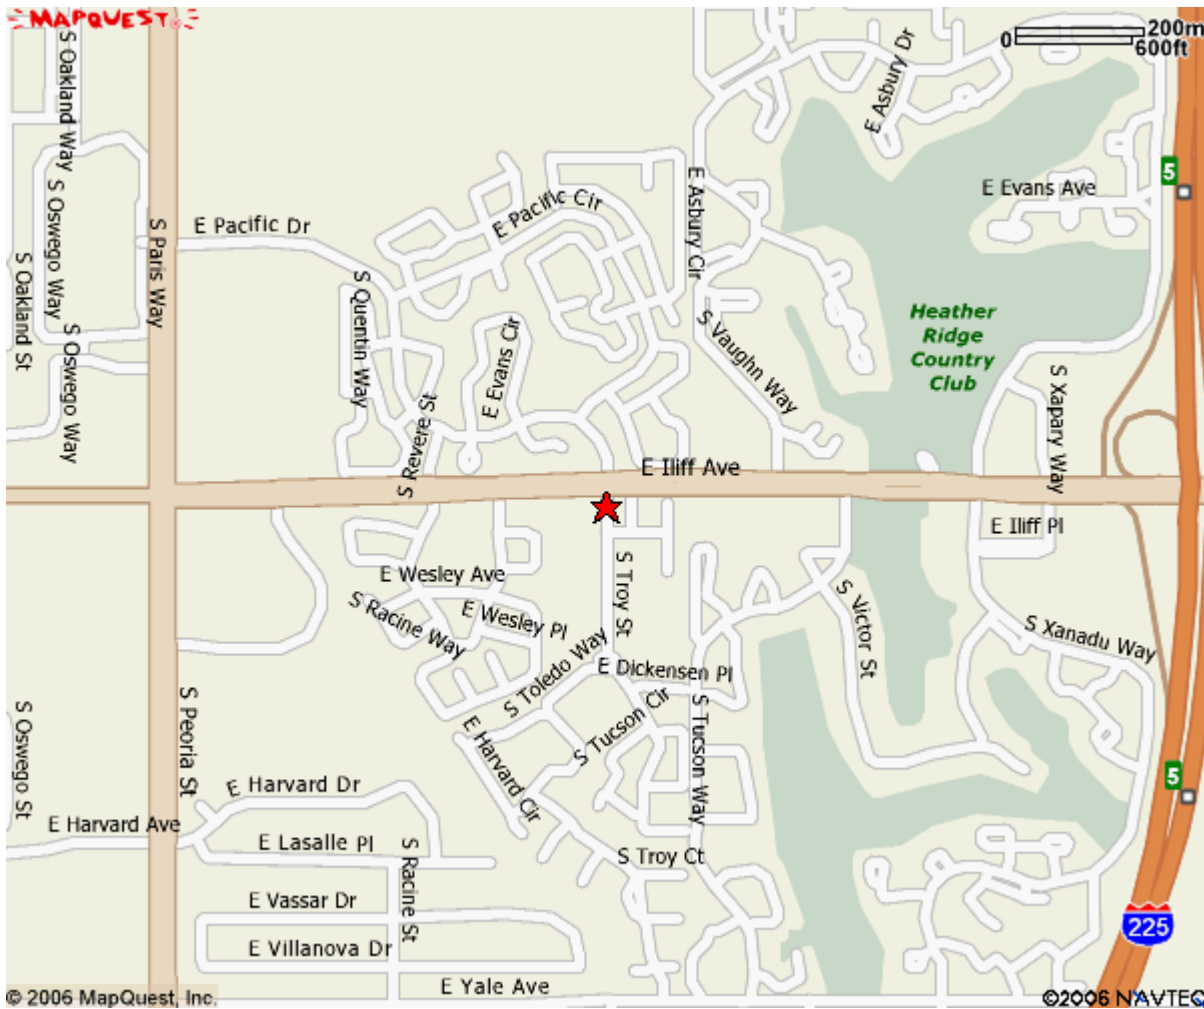 MAPQUEST
200m
0
600ft
S Oakland Way
E Asbury Dr
5
E Evans Ave
S Oswego Way
S Paris Way
E Pacific Dr
E Pacific Cir
E Asbury Cir
S Oakland St
S Quentin Way
Heather
Ridge
Country
Club
S Oswego Way
E Evans Cir
S Vaughn Way
S Xapary Way
S Revere St
E Iliff Ave
E Iliff Pl
E Wesley Ave
S Troy St
S Racine Way
E Wesley Pl
S Victor St
S Xanadu Way
S Toledo Way
E Dickensen Pl
S Peoria St
S Oswego St
S Tucson Cir
S Tucson Way
E Harvard Cir
5
E Harvard Dr
E Harvard Ave
E Lasalle Pl
S Racine St
S Troy Ct
E Vassar Dr
225
E Villanova Dr
E Yale Ave
© 2006 MapQuest, Inc.
©2006 NAVTEQ